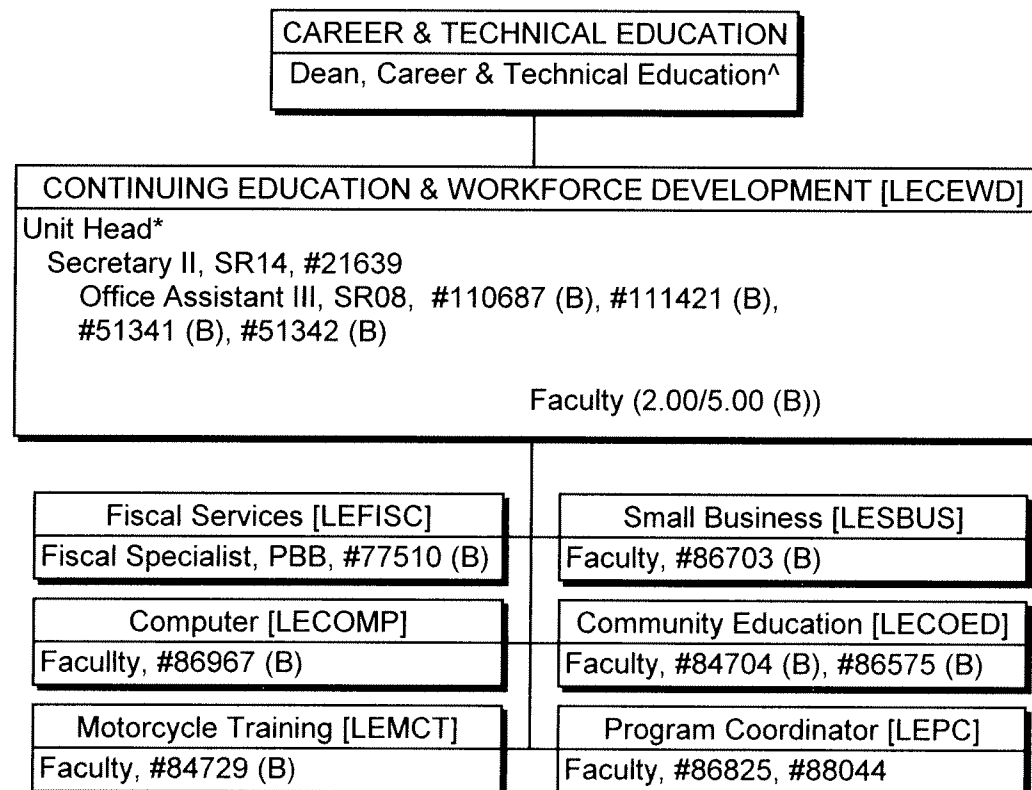 CAREER & TECHNICAL EDUCATION
Dean, Career & Technical Education^
CONTINUING EDUCATION & WORKFORCE DEVELOPMENT [LECEWD]
Unit Head*
Secretary II, SR14, #21639
Office Assistant III, SR08, #110687 (B), #111421 (B),
#51341 (B), #51342 (B)
Faculty (2.00/5.00 (B))
Fiscal Services [LEFISC]
Fiscal Specialist, PBB, #77510 (B)
Small Business [LESBUS]
Faculty, #86703 (B)
Computer [LECOMP]
Facullty, #86967 (B)
Community Education [LECOED]
Faculty, #84704 (B), #86575 (B)
Motorcycle Training [LEMCT]
Faculty, #84729 (B)
Program Coordinator [LEPC]
Faculty, #86825, #88044